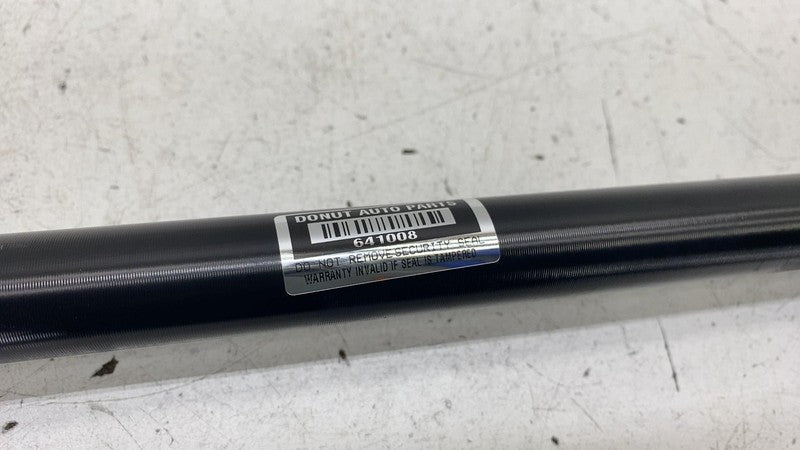 DONUT AUTO PARTS
641008
DO NOT REMOVE SECURITY SEAL
WARRANTY INVALID IF SEAL IS TAMPERED